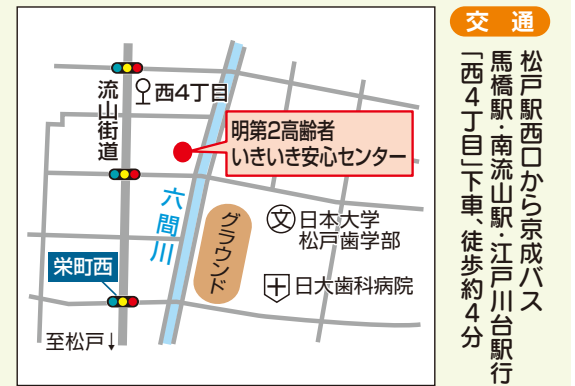 交通
松戸駅西口から京成バス
馬橋駅・南流山駅・江戸川台駅行
「西4丁目」下車、徒歩約4分
流山街道
西4丁目
明第2高齢者
いきいき安心センター
六間川
グラウンド
文
日本大学
松戸歯学部
日大歯科病院
栄町西
至松戸↓